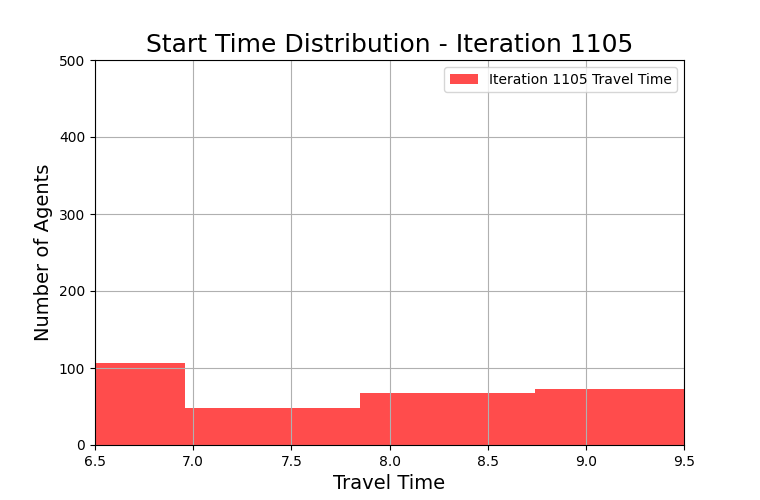 Start Time Distribution - Iteration 1105
Iteration 1105 Travel Time
Number of Agents
500
400
300
200
100
0
6.5 7.0 7.5 8.0 8.5 9.0 9.5
Travel Time